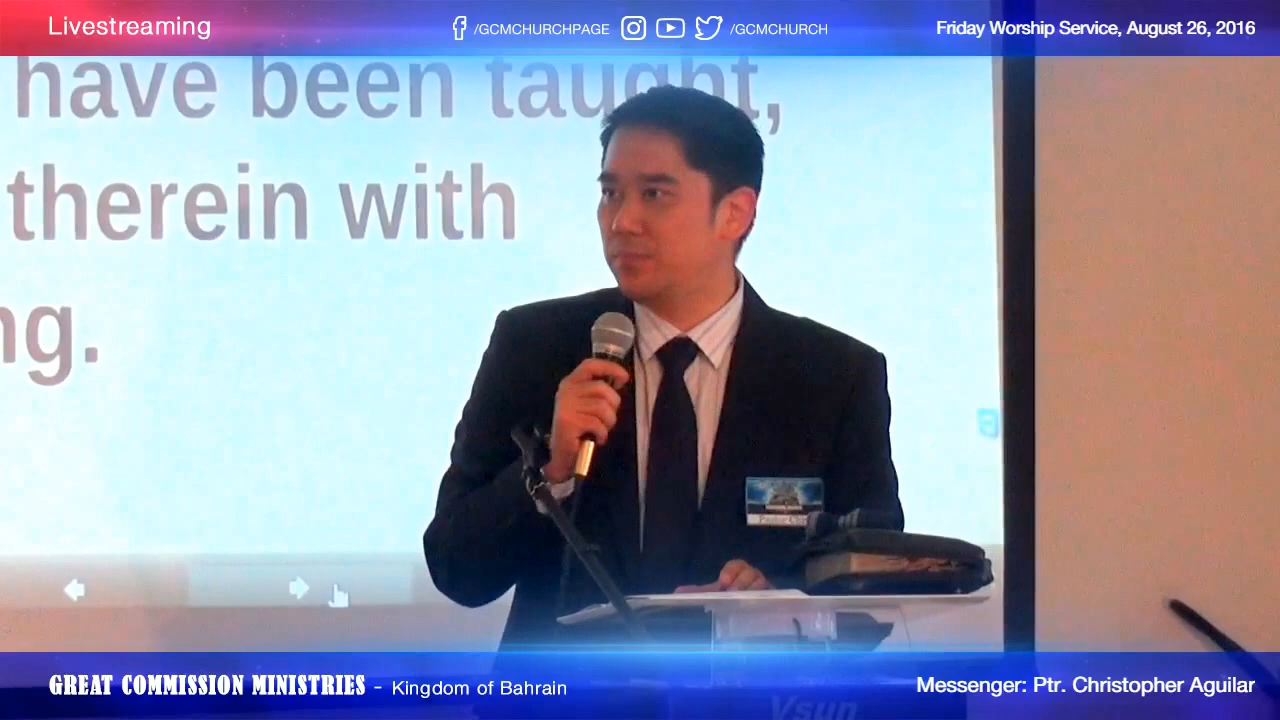 Livestreaming
/GCMCHURCHPAGE
/GCMCHURCH
Friday Worship Service, August 26, 2016
have been taught,
therein with
ng.
GREAT COMMISSION MINISTRIES - Kingdom of Bahrain
Messenger: Ptr. Christopher Aguilar
Vsun